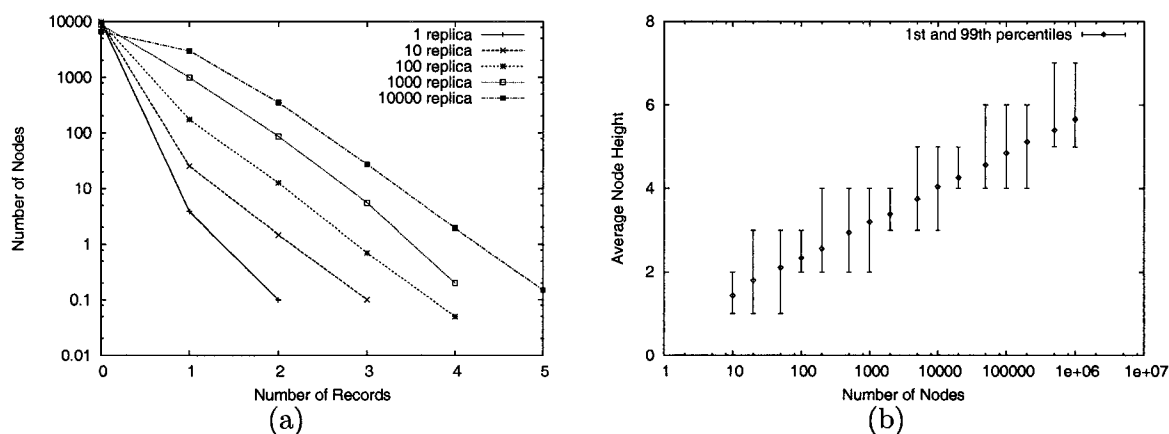 10000
1000
100
10
1
0.1
0.01
Number of Nodes
1 replica
10 replica
100 replica
1000 replica
10000 replica
0 1 2 3 4 5
Number of Records
(a)
8
6
4
2
0
Average Node Height
1st and 99th percentiles
1 10 100 1000 10000 100000 1e+06 1e+07
Number of Nodes
(b)